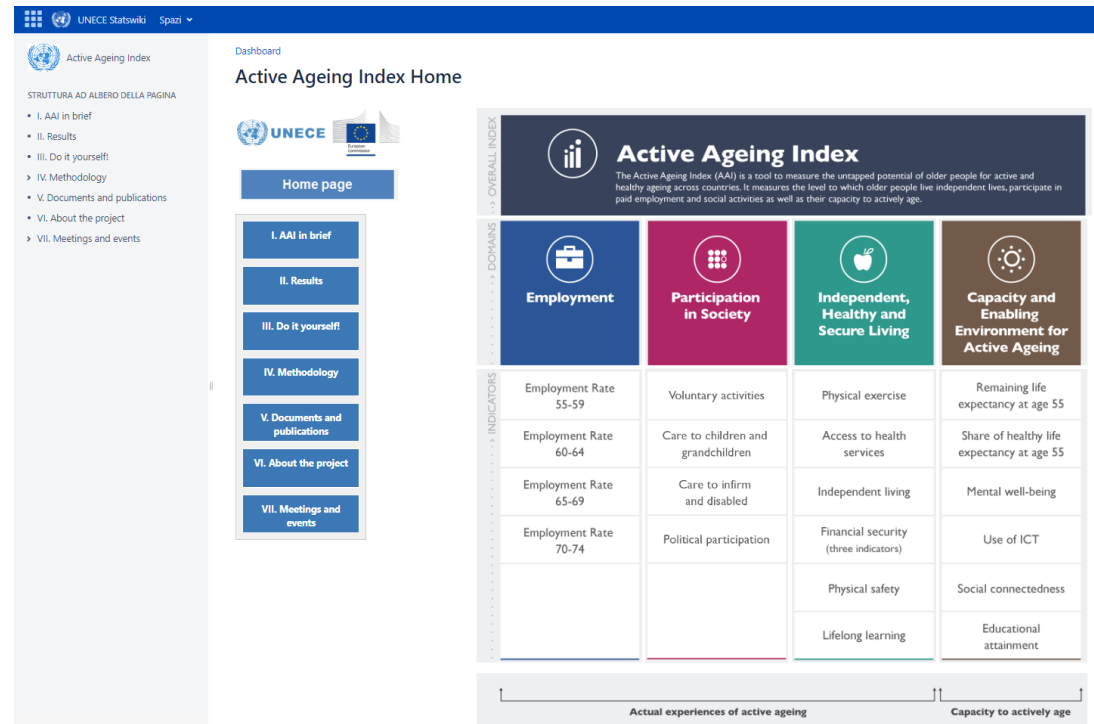 UNECE Statswiki Spazi
Active Ageing Index
STRUTTURA AD ALBERO DELLA PAGINA
I. AAI in brief
II. Results
III. Do it yourself!
IV. Methodology
V. Documents and publications
VI. About the project
VII. Meetings and events
Dashboard
Active Ageing Index Home
UNECE
European
Commission
Home page
I. AAI in brief
II. Results
III. Do it yourself!
IV. Methodology
V. Documents and
publications
VI. About the project
VII. Meetings and
events
OVERALL INDEX
Active Ageing Index
The Active Ageing Index (AAI) is a tool to measure the untapped potential of older people for active and
healthy ageing across countries. It measures the level to which older people live independent lives, participate in
paid employment and social activities as well as their capacity to actively age.
DOMAINS
Employment
Participation
in Society
Independent,
Healthy and
Secure Living
Capacity and
Enabling
Environment for
Active Ageing
INDICATORS
Employment Rate
55-59
Voluntary activities
Physical exercise
Remaining life
expectancy at age 55
Employment Rate
60-64
Care to children and
grandchildren
Access to health
services
Share of healthy life
expectancy at age 55
Employment Rate
65-69
Care to infirm
and disabled
Independent living
Mental well-being
Employment Rate
70-74
Political participation
Financial security
(three indicators)
Use of ICT
Physical safety
Social connectedness
Lifelong learning
Educational
attainment
Actual experiences of active ageing
Capacity to actively age